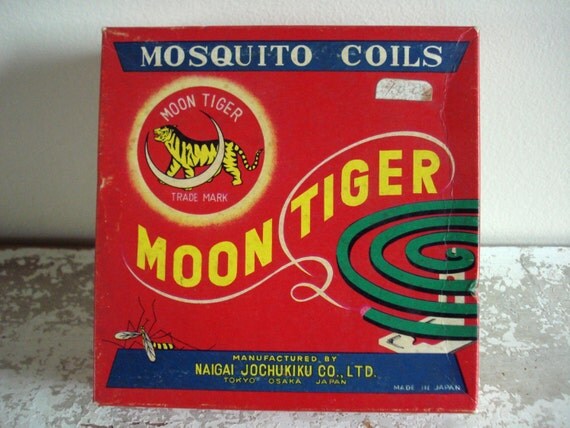 MOSQUITO COILS
MOON TIGER
TRADE MARK
MOON TIGER
MANUFACTURED BY
NAIGAI JOCHUKIKU CO., LTD.
TOKYO OSAKA JAPAN
MADE IN JAPAN